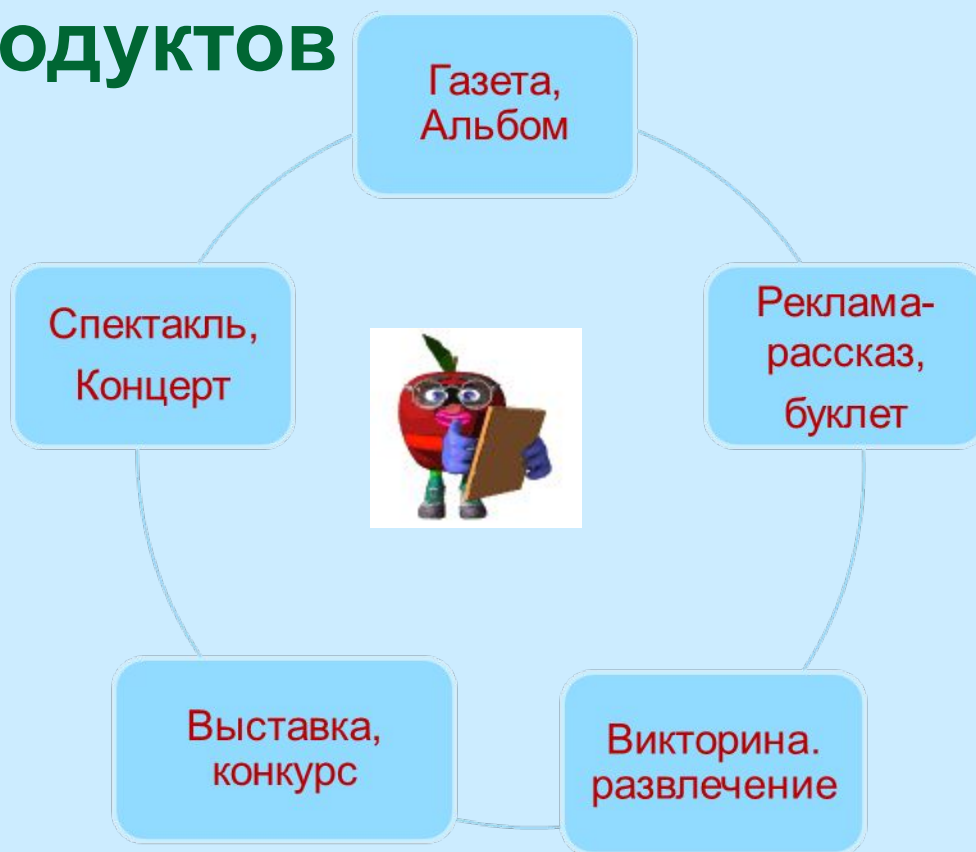 одуктов
Газета,
Альбом
Реклама-
рассказ,
буклет
Викторина.
развлечение
Выставка,
конкурс
Спектакль,
Концерт